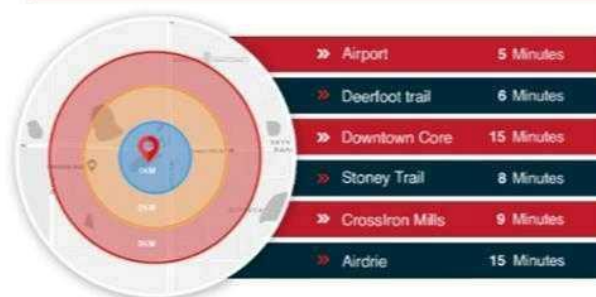 » Airport 5 Minutes
» Deerfoot trail 6 Minutes
» Downtown Core 15 Minutes
» Stoney Trail 8 Minutes
» CrossIron Mills 9 Minutes
» Airdrie 15 Minutes